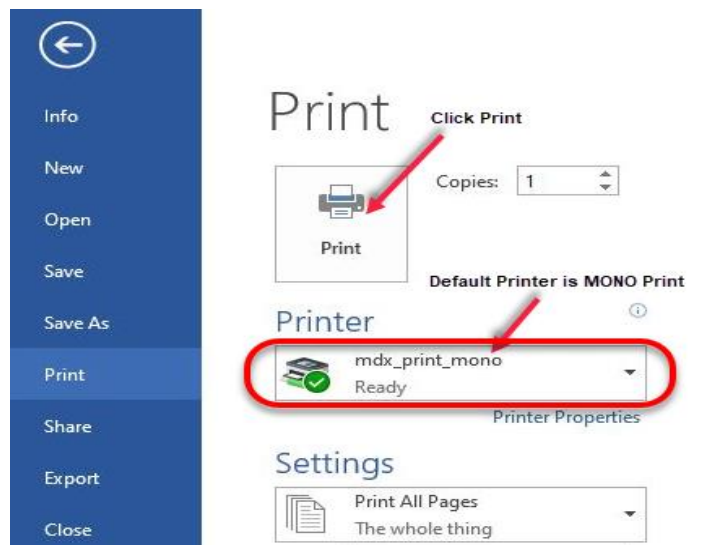 Info
New
Open
Save
Save As
Print
Share
Export
Close
Print
Click Print
Copies: 1
Print
Default Printer is MONO Print
Printer
mdx_print_mono
Ready
Printer Properties
Settings
Print All Pages
The whole thing